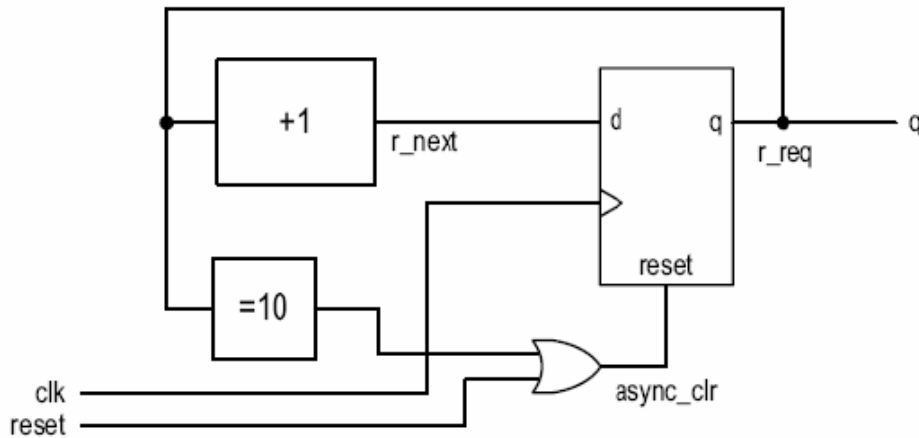 +1
r_next
d
q
r_req
q
reset
=10
clk
reset
async_clr